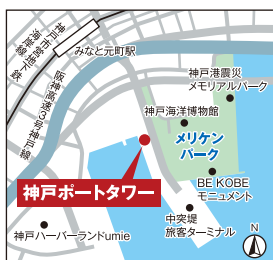 神戸市営地下鉄
海岸線
みなと元町駅
阪神高速3号神戸線
神戸港震災
メモリアルパーク
神戸海洋博物館
メリケン
パーク
神戸ポートタワー
BE KOBE
モニュメント
中突堤
旅客ターミナル
神戸ハーバーランドumie
N